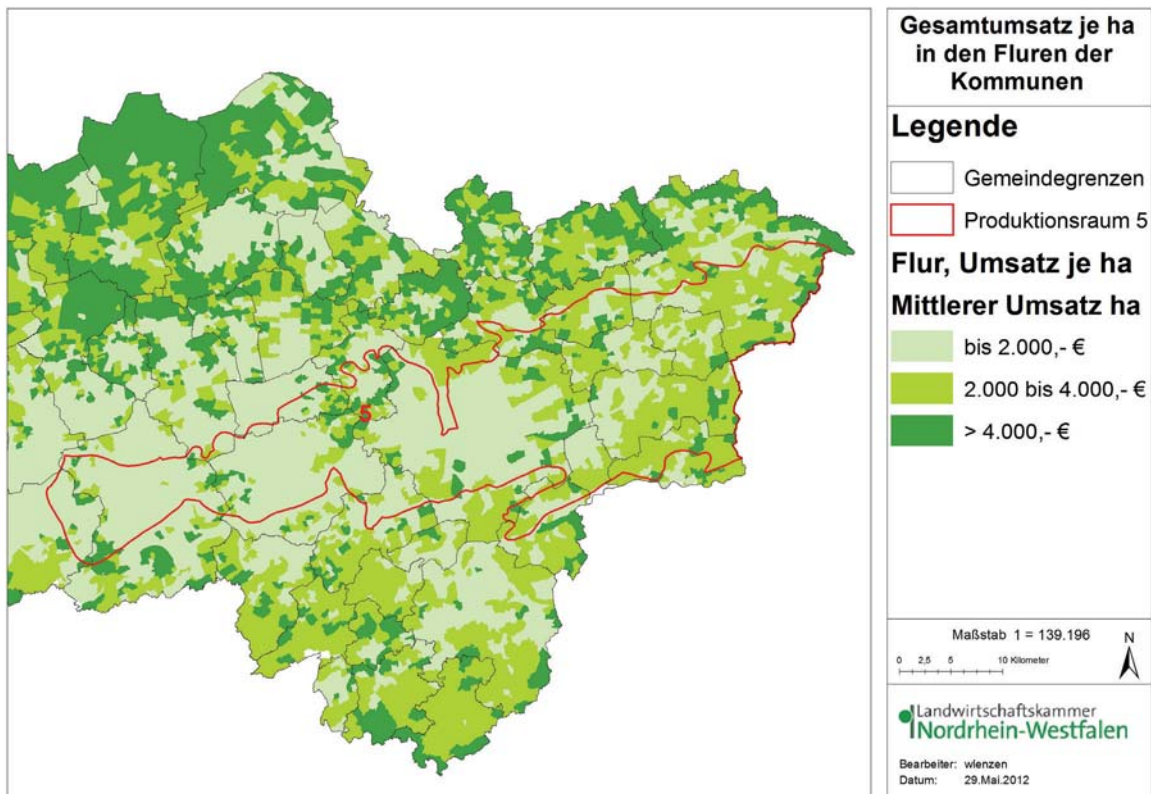 Gesamtumsatz je ha
in den Fluren der
Kommunen
Legende
Gemeindegrenzen
Produktionsraum 5
Flur, Umsatz je ha
Mittlerer Umsatz ha
bis 2.000,- €
2.000 bis 4.000,- €
> 4.000,- €
5
Maßstab 1 = 139.196
N
0 2,5 5 10 Kilometer
Landwirtschaftskammer
Nordrhein-Westfalen
Bearbeiter: wlenzen
Datum: 29.Mai.2012